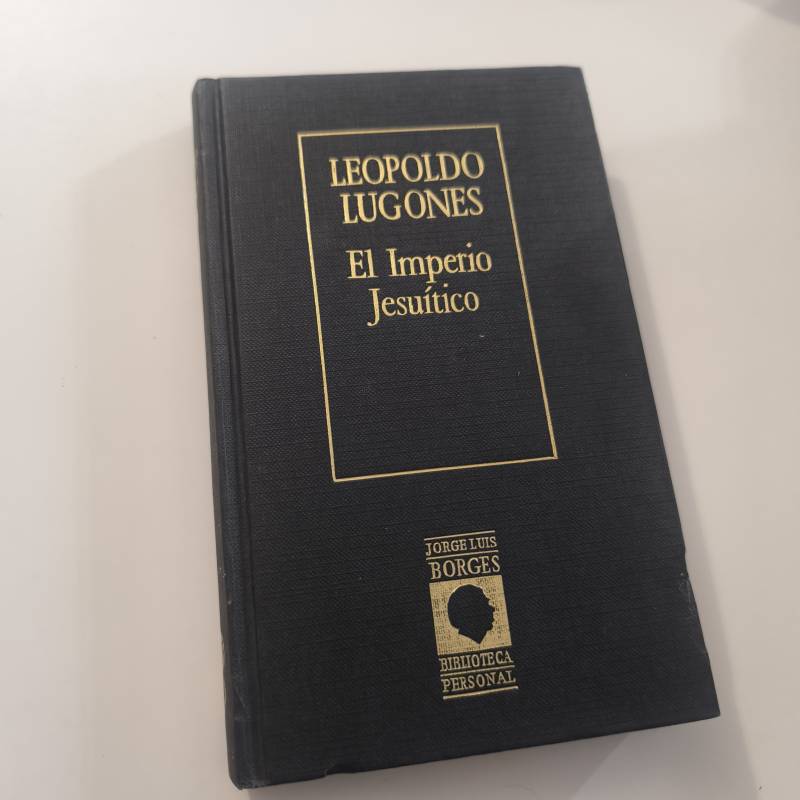 LEOPOLDO
LUGONES
El Imperio
Jesuítico
JORGE LUIS
BORGES
BIBLIOTECA
PERSONAL